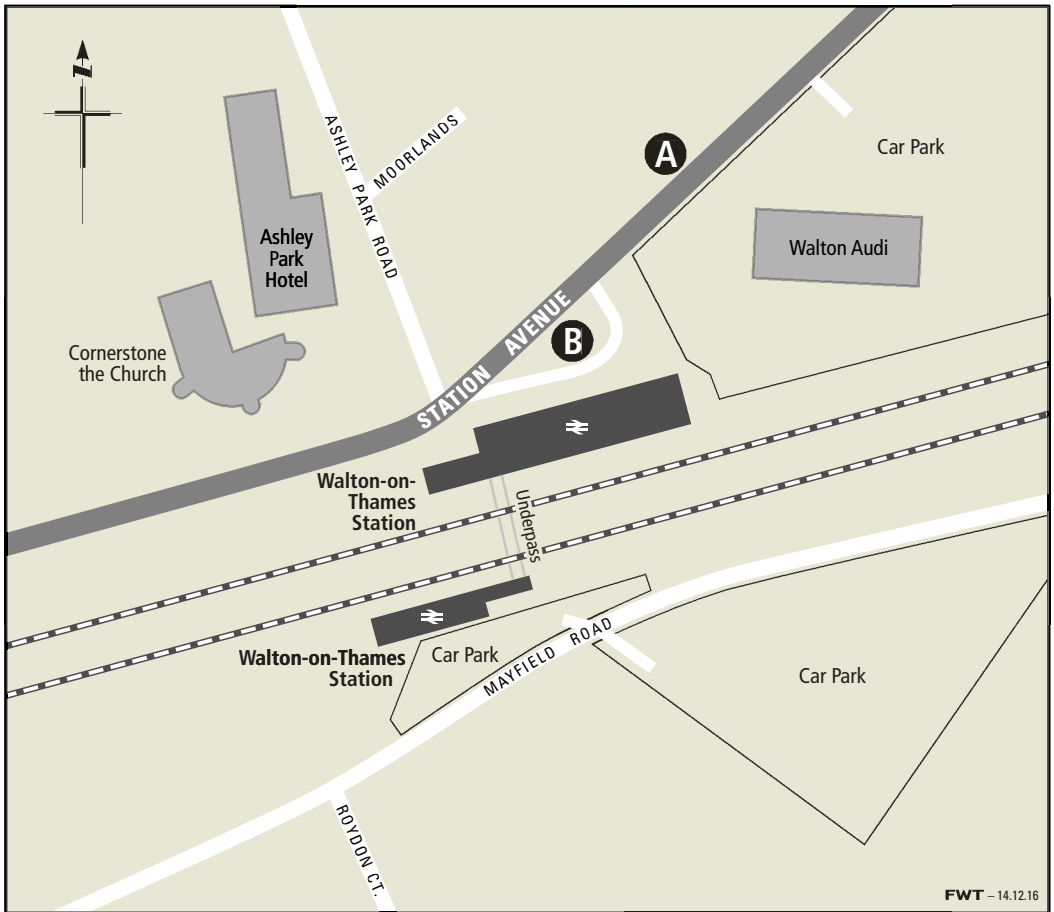 N
ASHLEY PARK ROAD
MOORLANDS
A
Car Park
Ashley
Park
Hotel
Walton Audi
STATION AVENUE
B
Cornerstone
the Church
Walton-on-
Thames
Station
Underpass
Walton-on-Thames
Station
Car Park
MAYFIELD ROAD
Car Park
ROYDON CT.
FWT – 14.12.16